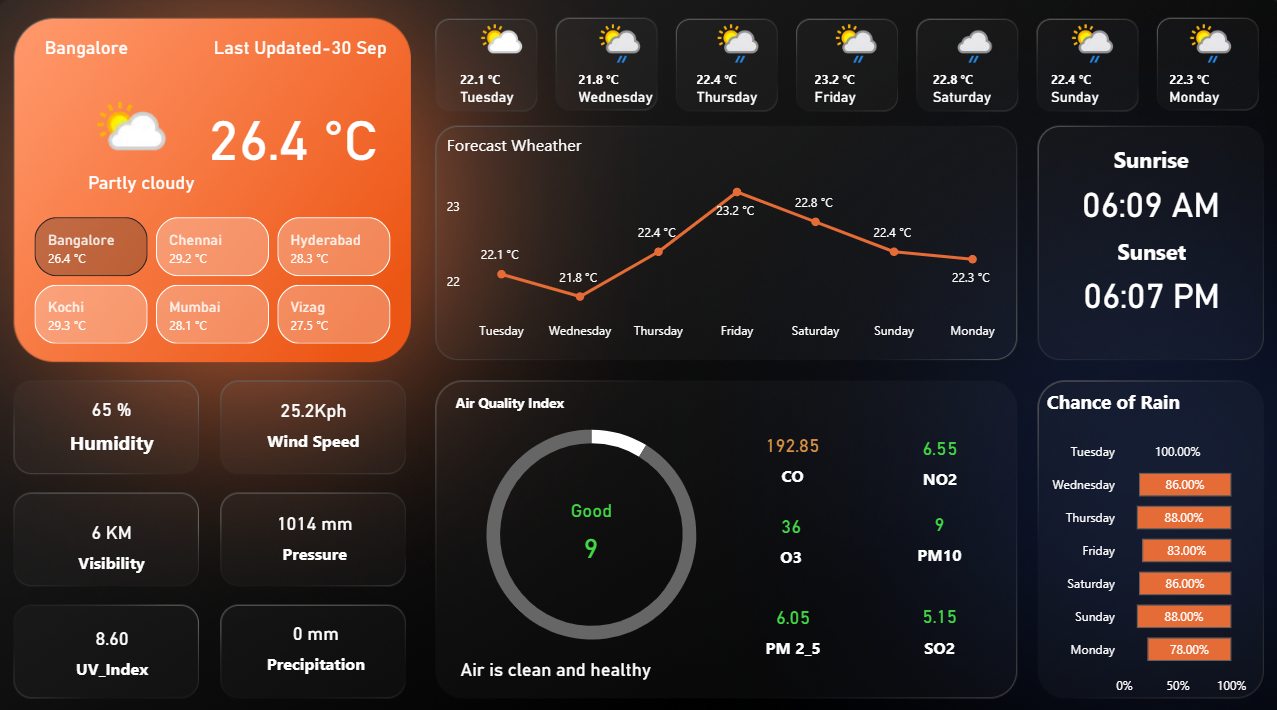 Bangalore
Last Updated-30 Sep
26.4 °C
Partly cloudy
Bangalore
26.4 °C
Chennai
29.2 °C
Hyderabad
28.3 °C
Kochi
29.3 °C
Mumbai
28.1 °C
Vizag
27.5 °C
22.1 °C
Tuesday
21.8 °C
Wednesday
22.4 °C
Thursday
23.2 °C
Friday
22.8 °C
Saturday
22.4 °C
Sunday
22.3 °C
Monday
Forecast Wheather
23
22
22.1 °C
21.8 °C
22.4 °C
23.2 °C
22.8 °C
22.4 °C
22.3 °C
Tuesday Wednesday Thursday Friday Saturday Sunday Monday
Sunrise
06:09 AM
Sunset
06:07 PM
65 %
Humidity
25.2Kph
Wind Speed
6 KM
Visibility
1014 mm
Pressure
8.60
UV_Index
0 mm
Precipitation
Air Quality Index
Good
9
Air is clean and healthy
192.85
CO
6.55
NO2
36
O3
9
PM10
6.05
PM 2_5
5.15
SO2
Chance of Rain
Tuesday 100.00%
Wednesday 86.00%
Thursday 88.00%
Friday 83.00%
Saturday 86.00%
Sunday 88.00%
Monday 78.00%
0% 50% 100%